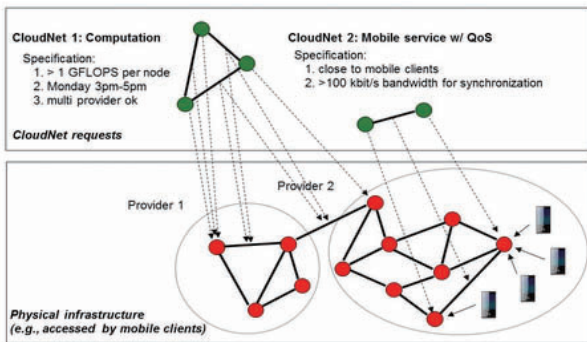 CloudNet 1: Computation
Specification:
1. > 1 GFLOPS per node
2. Monday 3pm-5pm
3. multi provider ok
CloudNet 2: Mobile service w/ QoS
Specification:
1. close to mobile clients
2. >100 kbit/s bandwidth for synchronization
CloudNet requests
Provider 1
Provider 2
Physical infrastructure
(e.g., accessed by mobile clients)